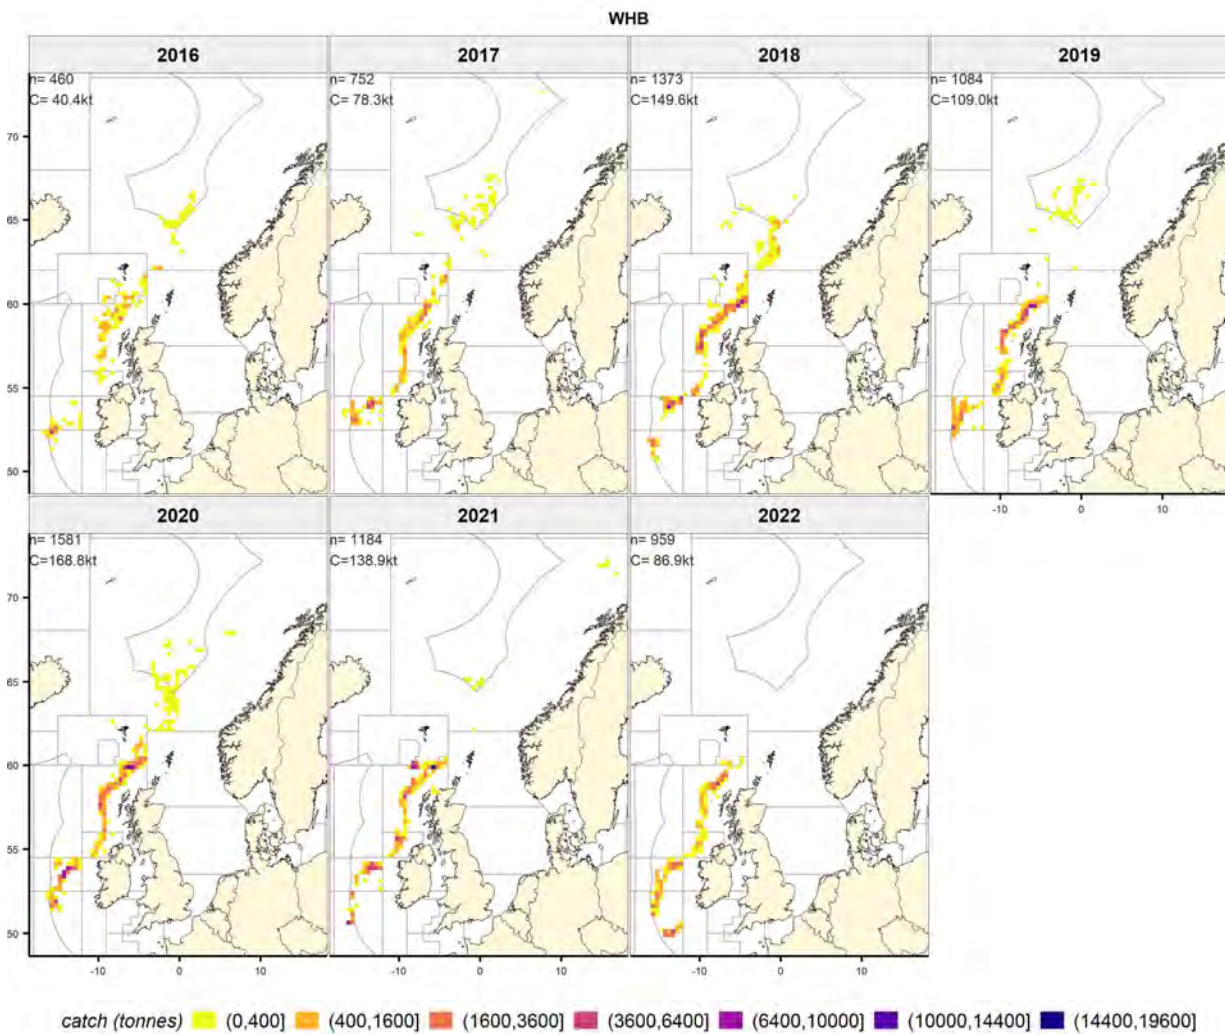 WHB
2016 2017 2018 2019
n= 460 n= 752 n= 1373 n= 1084
C= 40.4kt C= 78.3kt C=149.6kt C=109.0kt
70
65
60
55
50
-10 0 10
2020 2021 2022
n= 1581 n= 1184 n= 959
C=168.8kt C=138.9kt C= 86.9kt
70
65
60
55
50
-10 0 10 -10 0 10 -10 0 10
catch (tonnes) (0,400] (400,1600] (1600,3600] (3600,6400] (6400,10000] (10000,14400] (14400,19600]